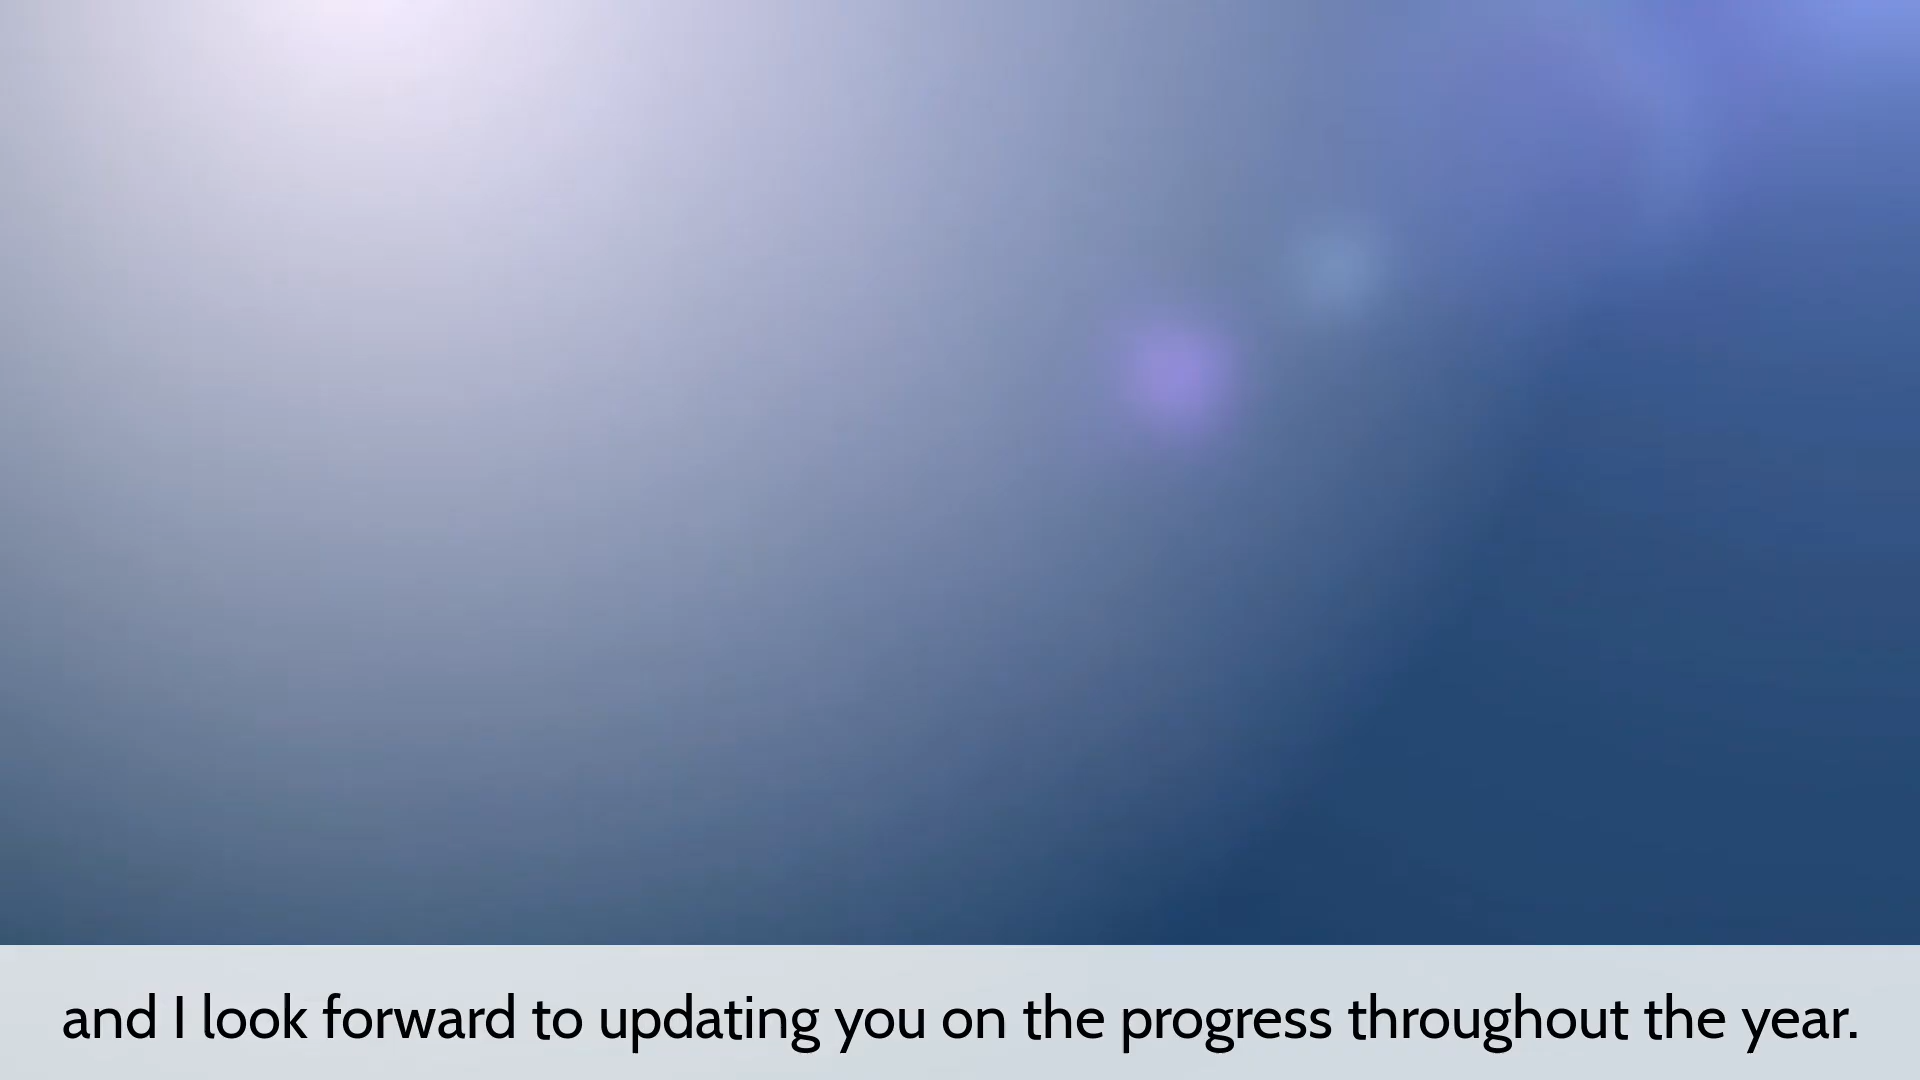 and I look forward to updating you on the progress throughout the year.